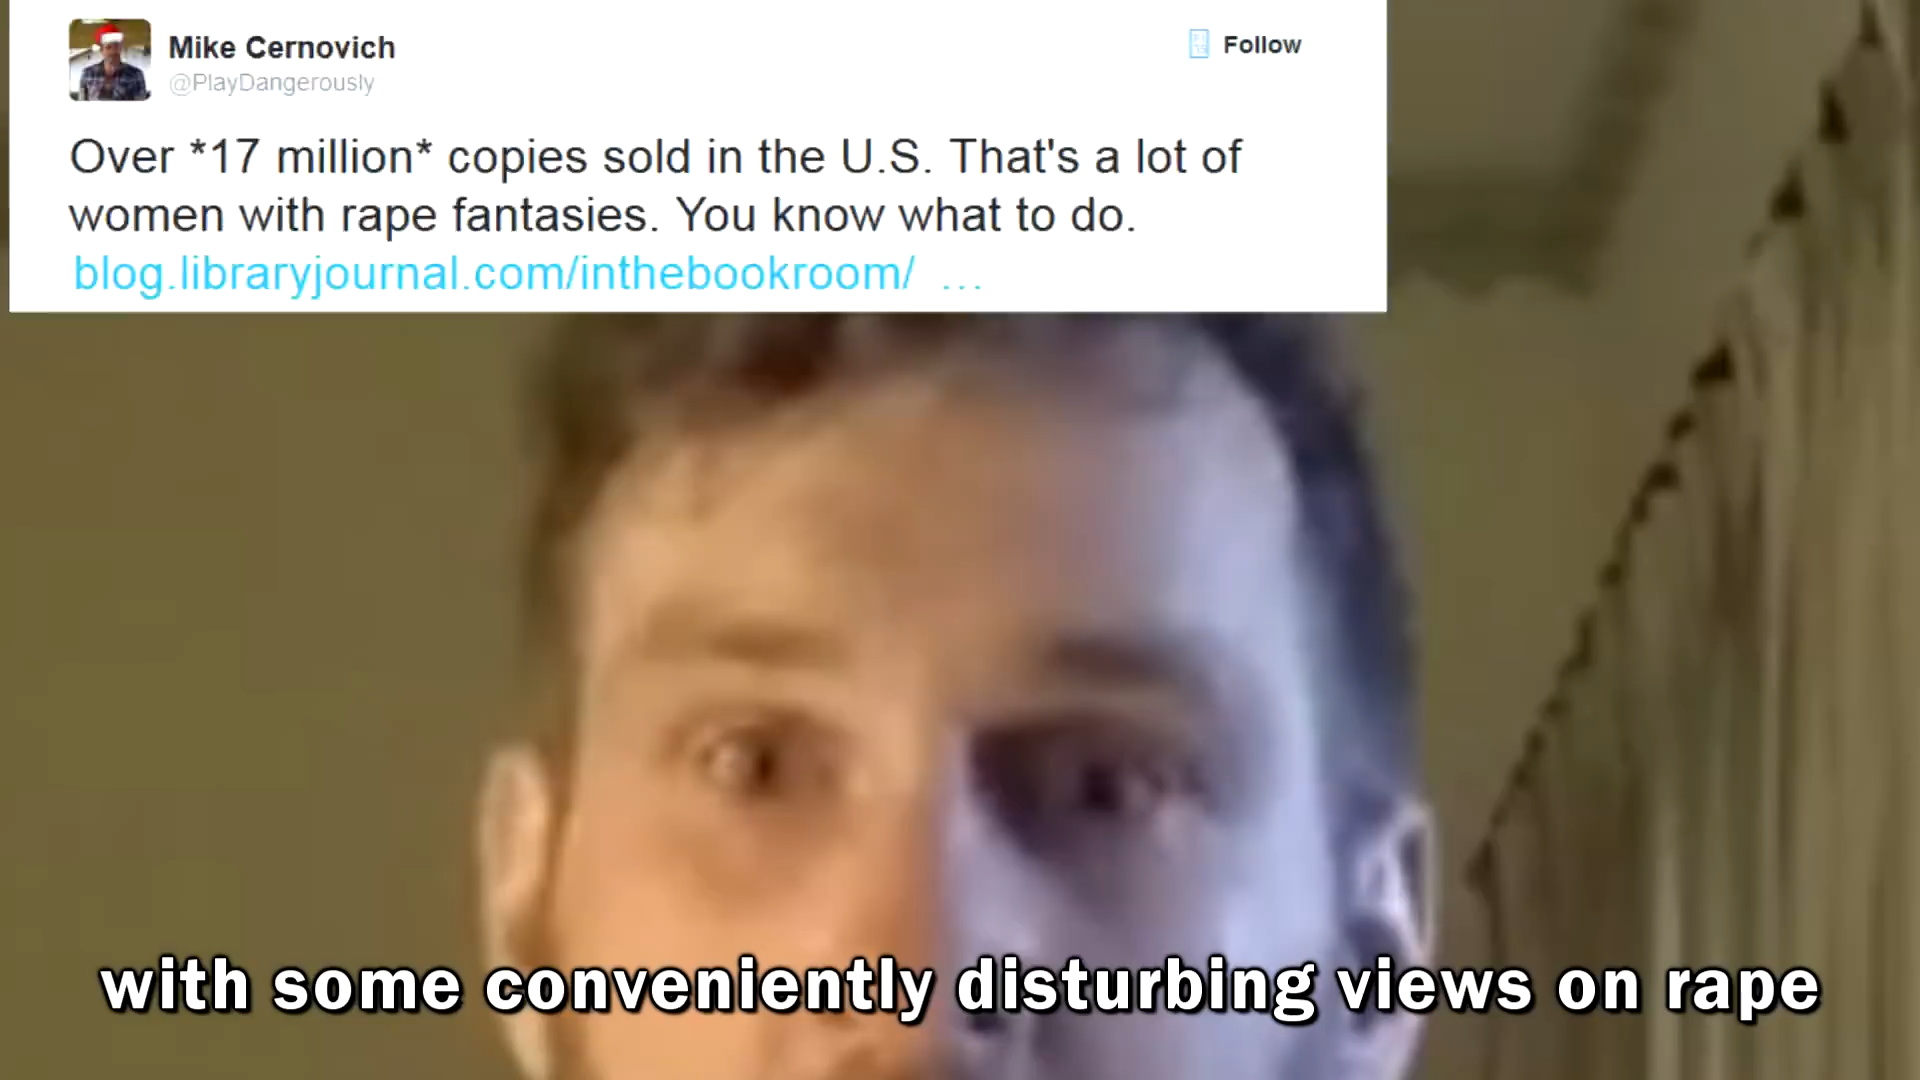 Mike Cernovich
@PlayDangerously
Follow
Over *17 million* copies sold in the U.S. That's a lot of
women with rape fantasies. You know what to do.
blog.libraryjournal.com/inthebookroom/ ...
with some conveniently disturbing views on rape